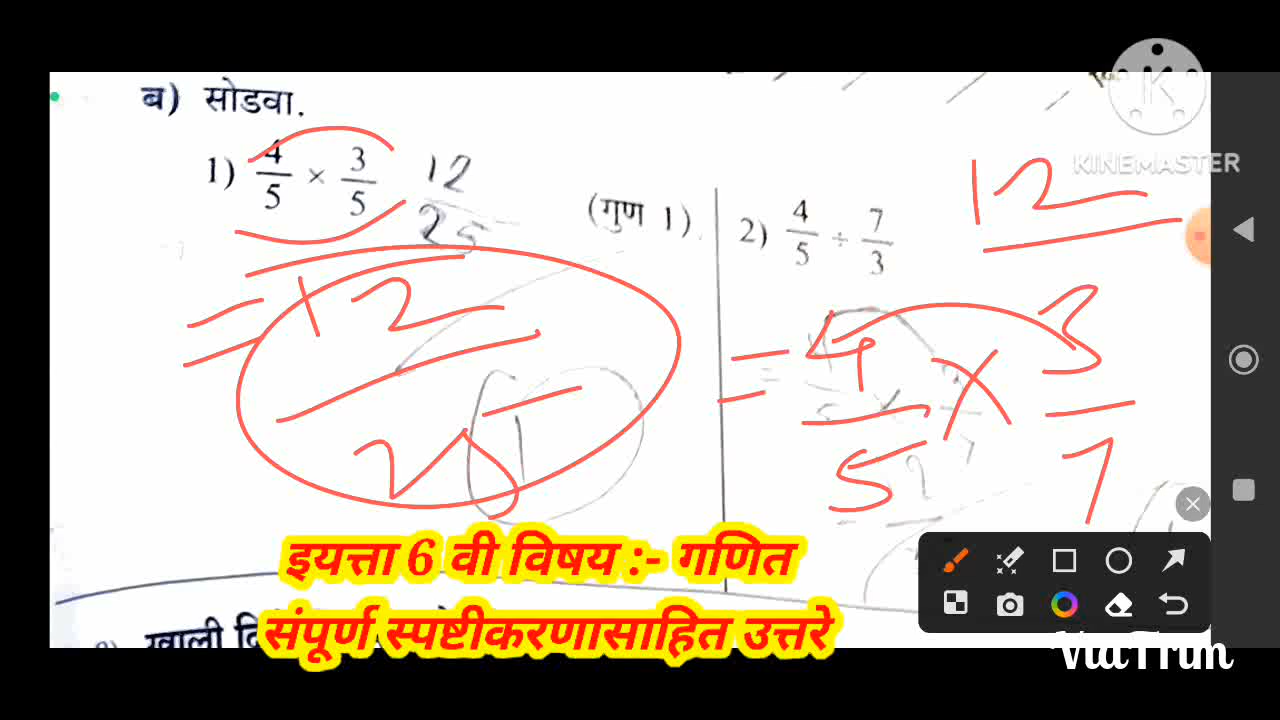 ब) सोडवा.
KINEMASTER
1) 4/5 × 3/5 12/25 (गुण 1)
2) 4/5 ÷ 7/3
12
= 12/25
= 4/5 × 3/7
इयत्ता 6 वी विषय :- गणित
संपूर्ण स्पष्टीकरणासाहित उत्तरे
खाली